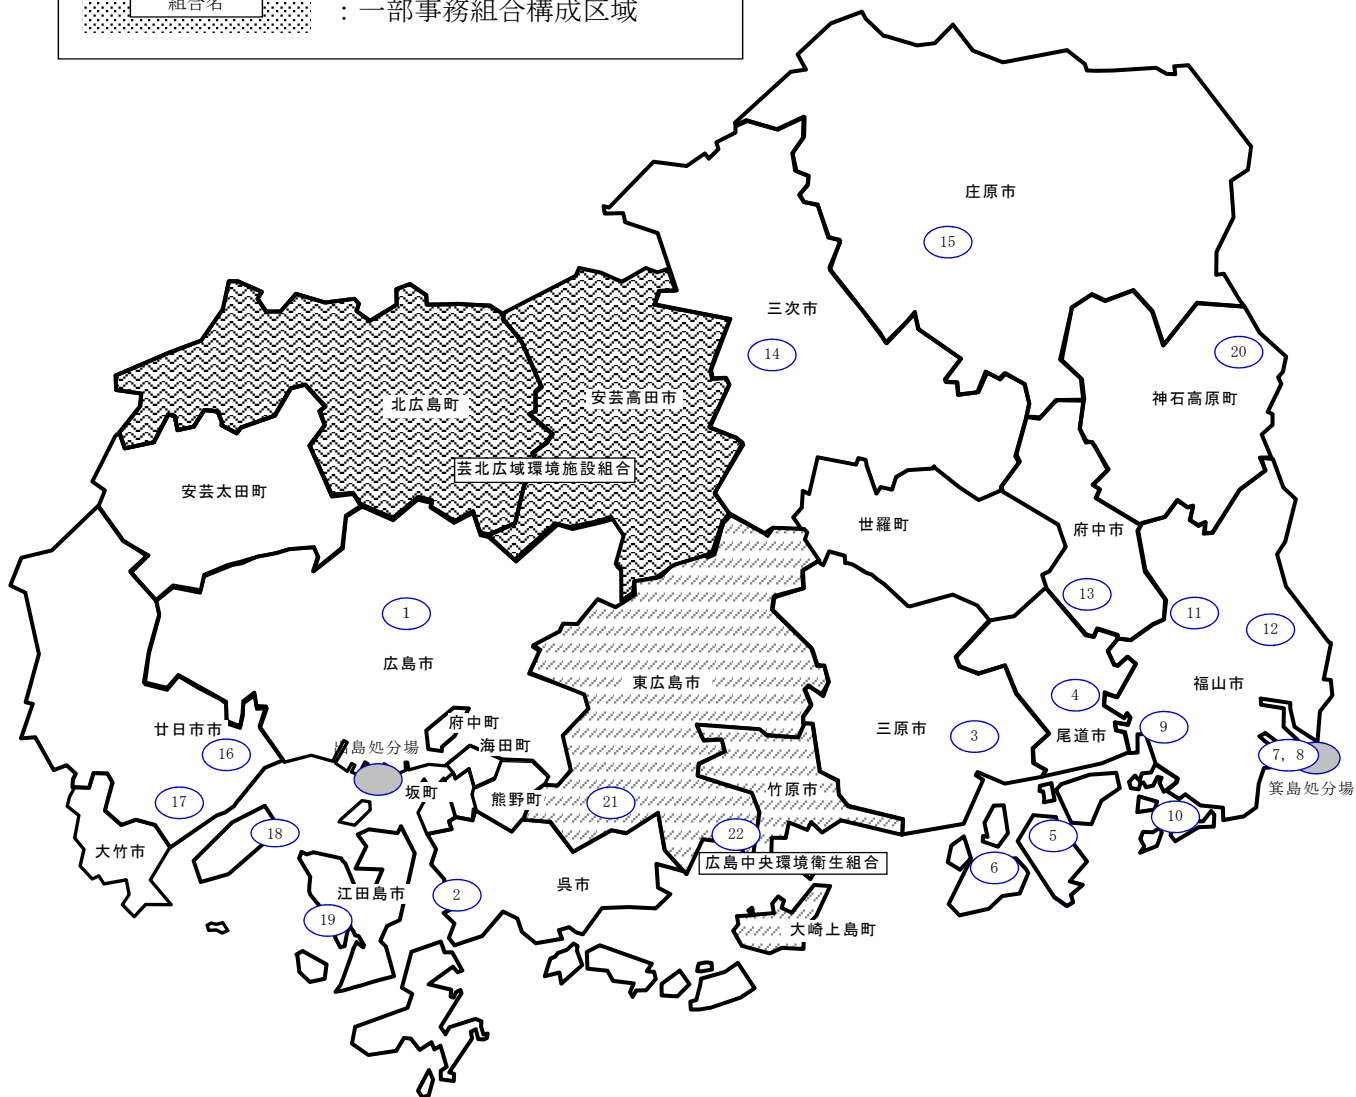 組合名
：一部事務組合構成区域
庄原市
15
三次市
14
20
神石高原町
北広島町
安芸高田市
芸北広域環境施設組合
安芸太田町
世羅町
府中市
13
11
12
1
広島市
東広島市
福山市
4
尾道市
9
三原市
3
7, 8
箕島処分場
廿日市市
16
府中町
海田町
出島処分場
坂町
熊野町
21
竹原市
17
18
22
10
5
大竹市
広島中央環境衛生組合
6
江田島市
呉市
2
19
大崎上島町